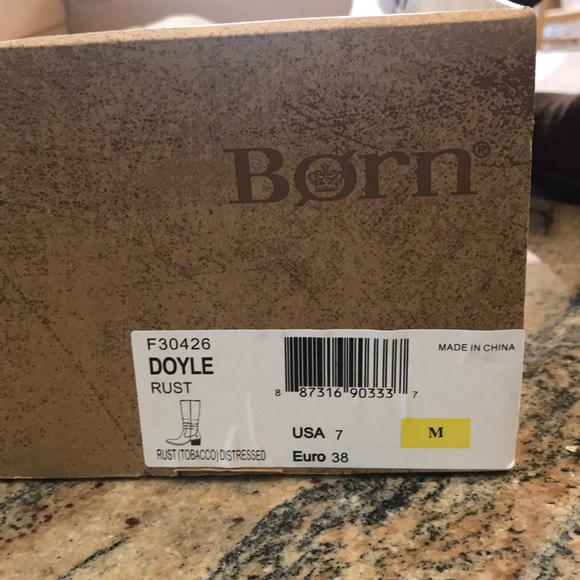 Børn®
F30426
DOYLE
RUST
MADE IN CHINA
8 87316 90333 7
USA 7
M
Euro 38
RUST (TOBACCO) DISTRESSED